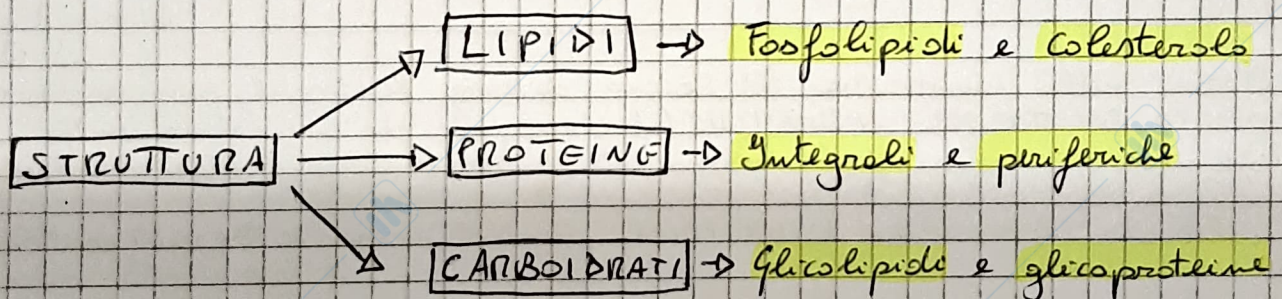 LIPIDI → Fosfolipidi e colesterolo
STRUTTURA → PROTEINE → Integrali e periferiche
CARBOIDRATI → Glicolipidi e glicoproteine